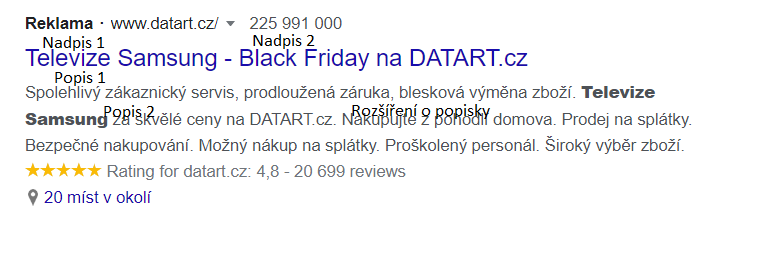 Reklama · www.datart.cz/ 225 991 000
Nadpis 1
Nadpis 2
Televize Samsung - Black Friday na DATART.cz
Popis 1
Spolehlivý zákaznický servis, prodloužená záruka, blesková výměna zboží. Televize
Popis 2
Rozšíření o popisky
Samsung za skvělé ceny na DATART.cz. Nakupujte z pohodlí domova. Prodej na splátky.
Bezpečné nakupování. Možný nákup na splátky. Proškolený personál. Široký výběr zboží.
Rating for datart.cz: 4,8 - 20 699 reviews
20 míst v okolí